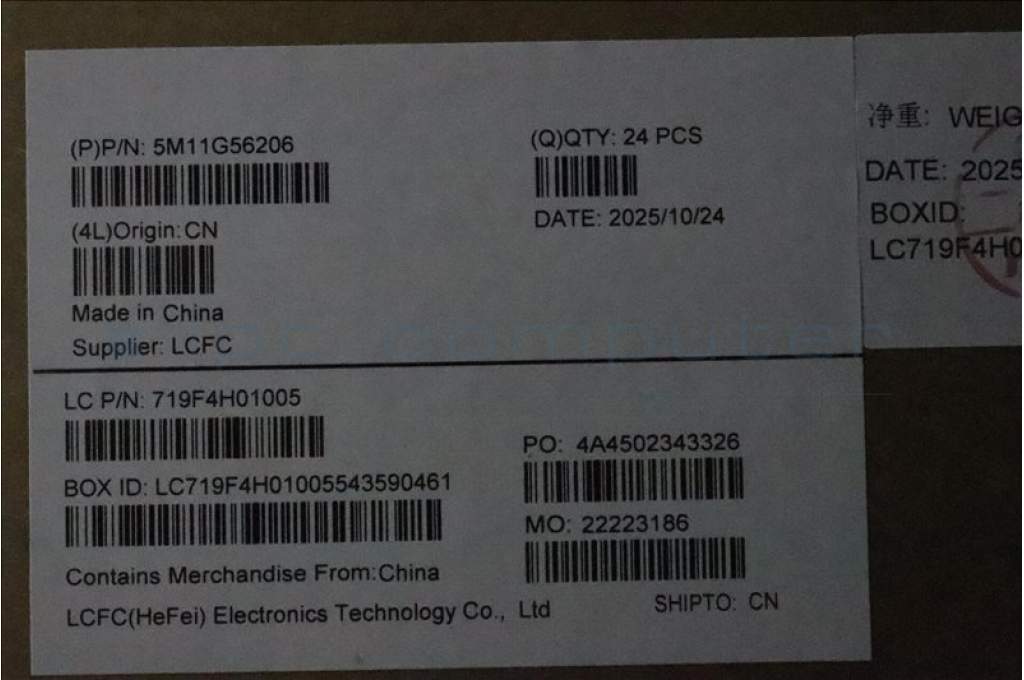 (P)P/N: 5M11G56206
(Q)QTY: 24 PCS
DATE: 2025/10/24
(4L)Origin:CN
Made in China
Supplier: LCFC
LC P/N: 719F4H01005
PO: 4A4502343326
BOX ID: LC719F4H01005543590461
MO: 22223186
Contains Merchandise From:China
LCFC(HeFei) Electronics Technology Co., Ltd
SHIPTO: CN
净重: WEIG
DATE: 2025
BOXID:
LC719F4H0
computer